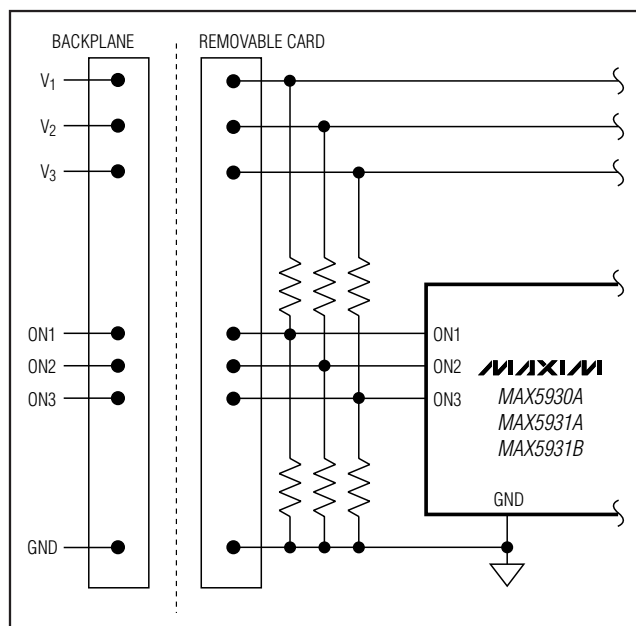 BACKPLANE
REMOVABLE CARD
V1
V2
V3
ON1
ON2
ON3
GND
ON1
ON2
ON3
MAXIM
MAX5930A
MAX5931A
MAX5931B
GND